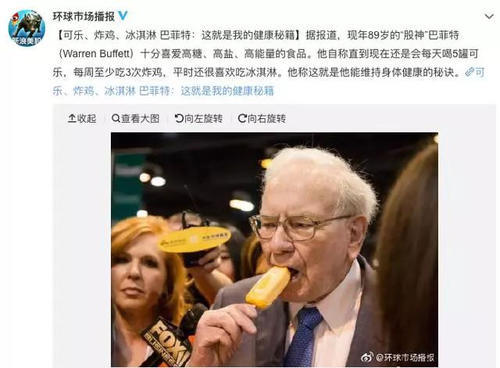 环球市场播报
【可乐、炸鸡、冰淇淋 巴菲特：这就是我的健康秘籍】据报道，现年89岁的“股神”巴菲特
（Warren Buffett）十分喜爱高糖、高盐、高能量的食品。他自称直到现在还是会每天喝5罐可
乐，每周至少吃3次炸鸡，平时还很喜欢吃冰淇淋。他称这就是他能维持身体健康的秘诀。可
乐、炸鸡、冰淇淋 巴菲特：这就是我的健康秘籍
收起 查看大图 向左旋转 向右旋转
FOX
BUSINESS
@环球市场播报